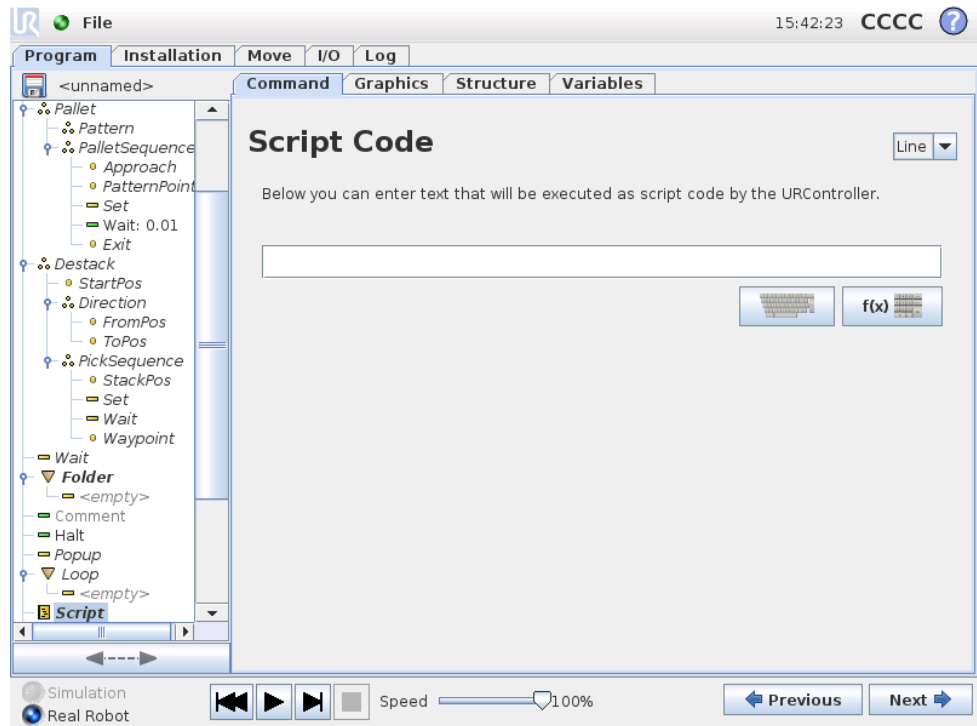 UR File 15:42:23 CCCC ?
Program Installation Move I/O Log
<unnamed>
Command Graphics Structure Variables
Pallet
Pattern
PalletSequence
Approach
PatternPoint
Set
Wait: 0.01
Exit
Destack
StartPos
Direction
FromPos
ToPos
PickSequence
StackPos
Set
Wait
Waypoint
Wait
Folder
<empty>
Comment
Halt
Popup
Loop
<empty>
Script
Script Code
Line
Below you can enter text that will be executed as script code by the URController.
f(x)
Simulation
Real Robot
Speed 100%
Previous Next